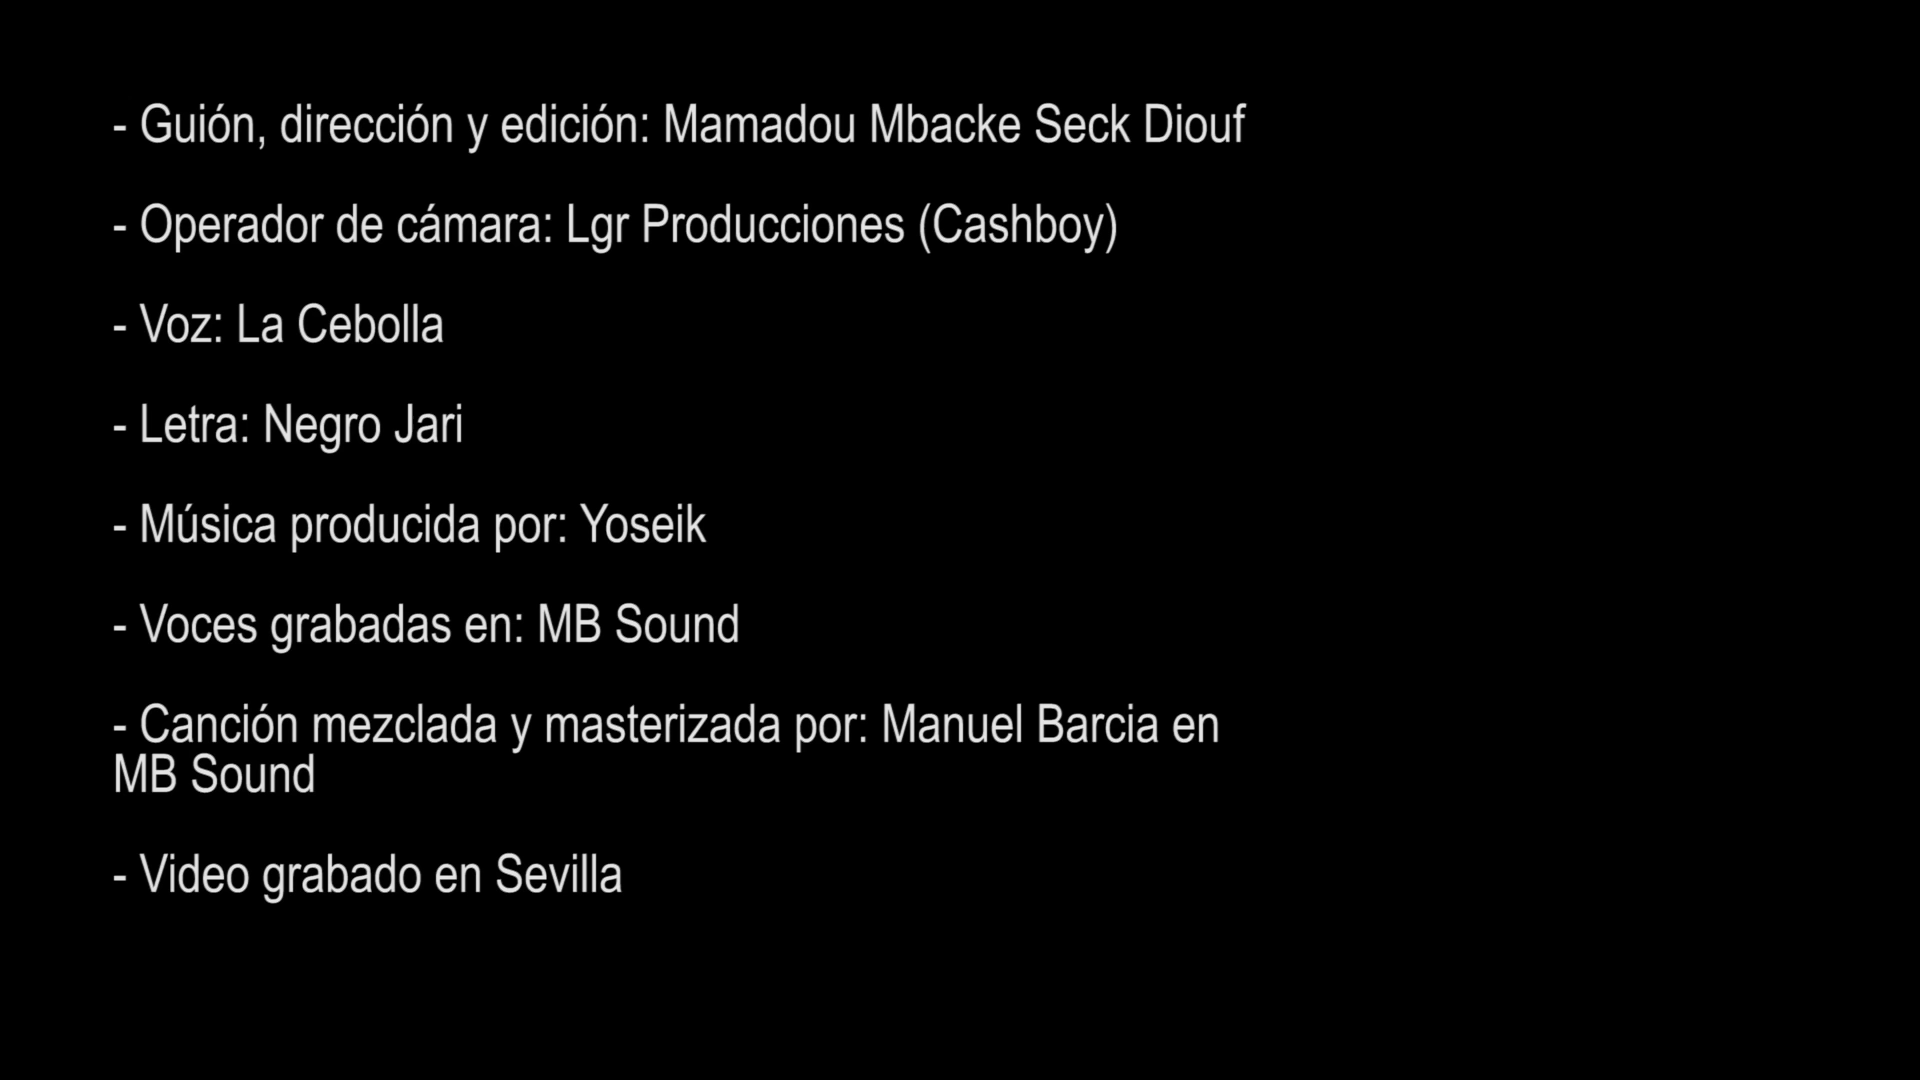 - Guión, dirección y edición: Mamadou Mbacke Seck Diouf
- Operador de cámara: Lgr Producciones (Cashboy)
- Voz: La Cebolla
- Letra: Negro Jari
- Música producida por: Yoseik
- Voces grabadas en: MB Sound
- Canción mezclada y masterizada por: Manuel Barcia en
MB Sound
- Video grabado en Sevilla